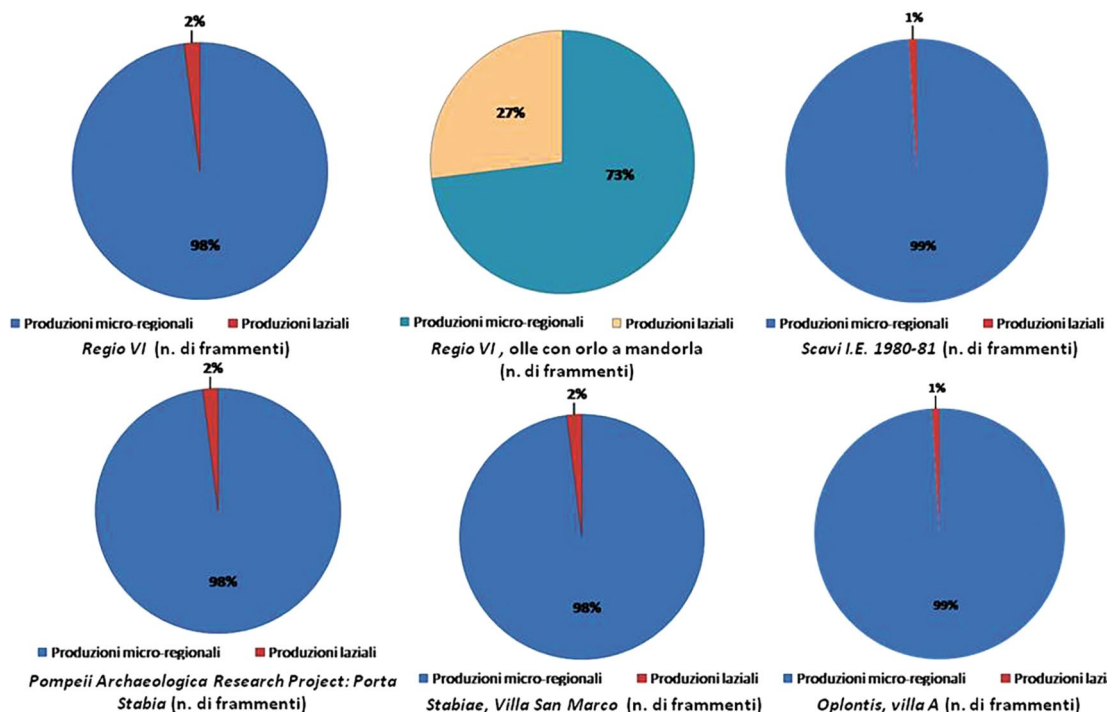 2%
98%
Produzioni micro-regionali Produzioni laziali
Regio VI (n. di frammenti)
27%
73%
Produzioni micro-regionali Produzioni laziali
Regio VI , olle con orlo a mandorla
(n. di frammenti)
1%
99%
Produzioni micro-regionali Produzioni laziali
Scavi I.E. 1980-81 (n. di frammenti)
2%
98%
Produzioni micro-regionali Produzioni laziali
Pompeii Archaeologica Research Project: Porta
Stabia (n. di frammenti)
2%
98%
Produzioni micro-regionali Produzioni laziali
Stabiae, Villa San Marco (n. di frammenti)
1%
99%
Produzioni micro-regionali Produzioni lazia
Oplontis, villa A (n. di frammenti)